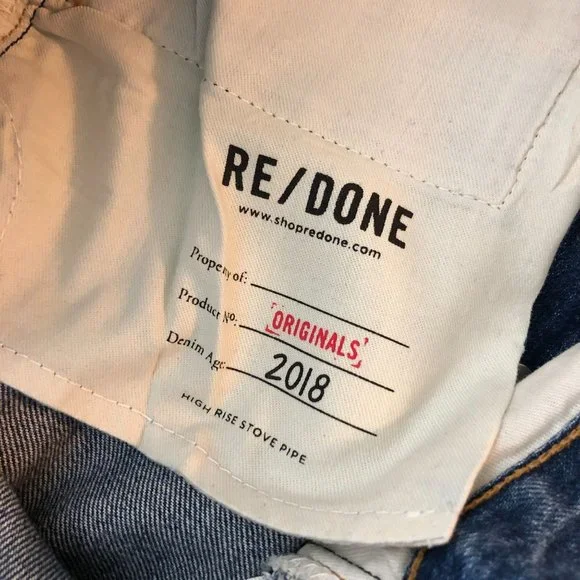 RE/DONE
www.shopredone.com
Property of:
Product No: ORIGINALS
Denim Age: 2018
HIGH RISE STOVE PIPE